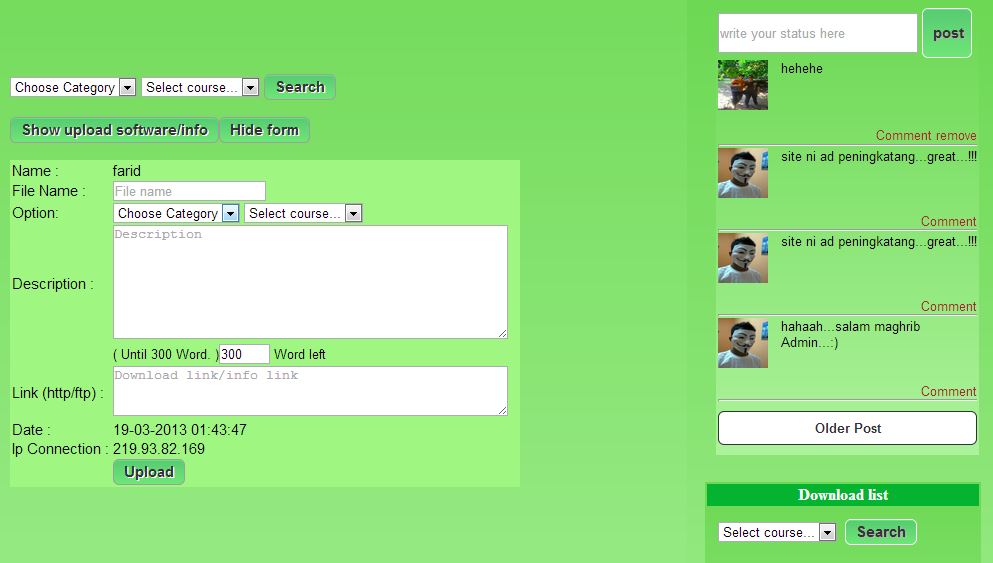 Choose Category Select course... Search
Show upload software/info Hide form
Name : farid
File Name : File name
Option: Choose Category Select course...
Description : Description
( Until 300 Word. ) 300 Word left
Link (http/ftp) : Download link/info link
Date : 19-03-2013 01:43:47
Ip Connection : 219.93.82.169
Upload
write your status here post
hehehe
Comment remove
site ni ad peningkatang...great...!!!
Comment
site ni ad peningkatang...great...!!!
Comment
hahaah...salam maghrib
Admin...:)
Comment
Older Post
Download list
Select course... Search